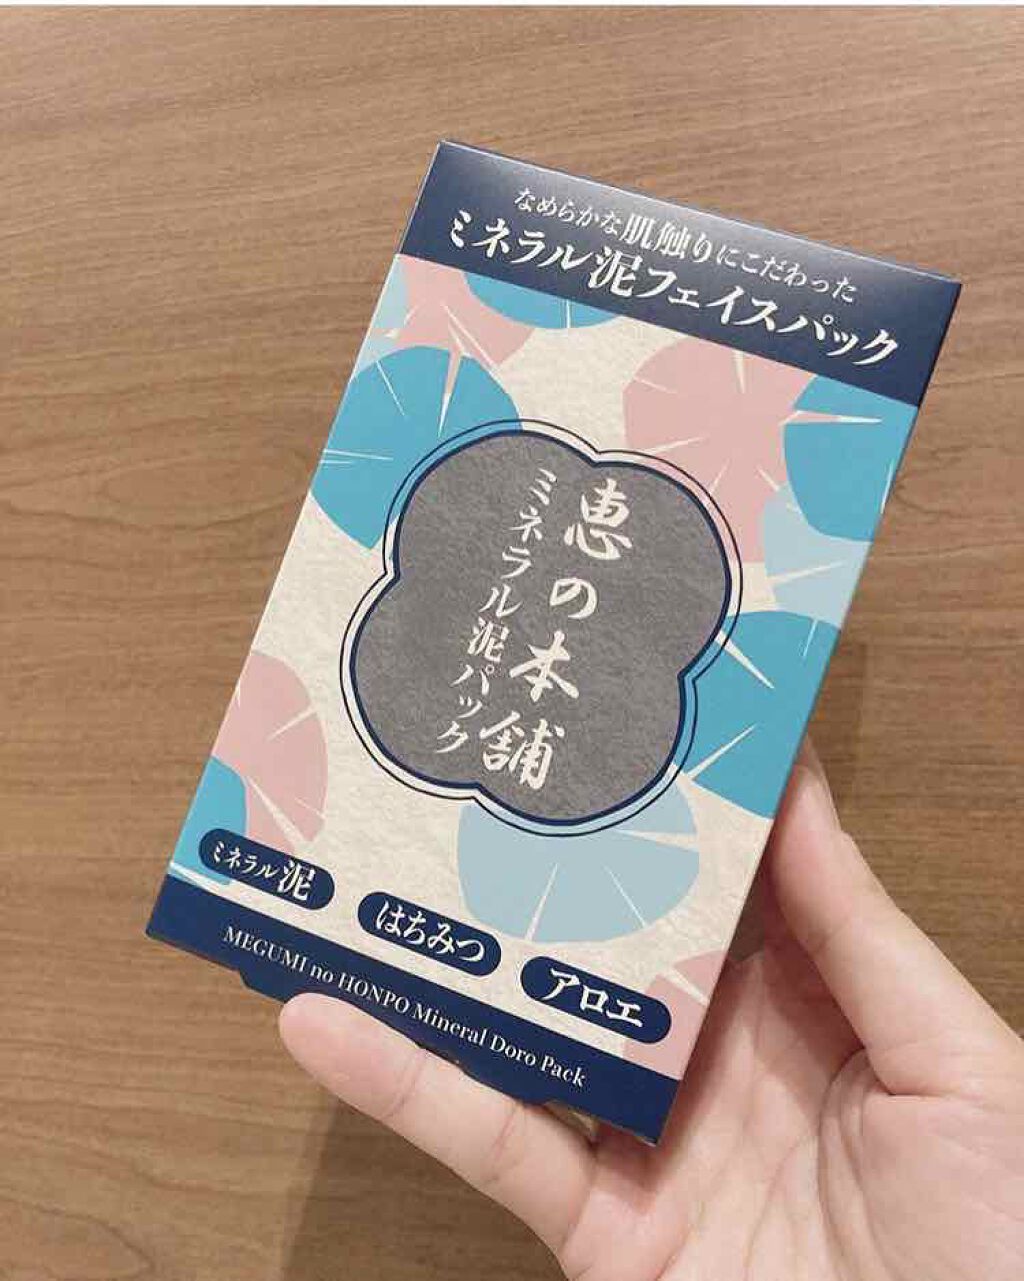 なめらかな肌触りにこだわった
ミネラル泥フェイスパック
恵の本舗
ミネラル泥パック
ミネラル泥
はちみつ
アロエ
MEGUMI no HONPO Mineral Doro Pack